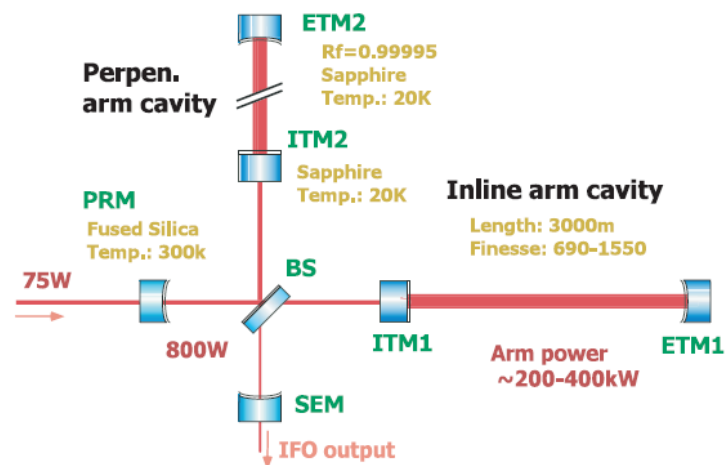 ETM2
Rf=0.99995
Sapphire
Temp.: 20K
Perpen.
arm cavity
ITM2
Sapphire
Temp.: 20K
Inline arm cavity
Length: 3000m
Finesse: 690-1550
PRM
Fused Silica
Temp.: 300k
75W
BS
800W
ITM1
ETM1
Arm power
~200-400kW
SEM
IFO output